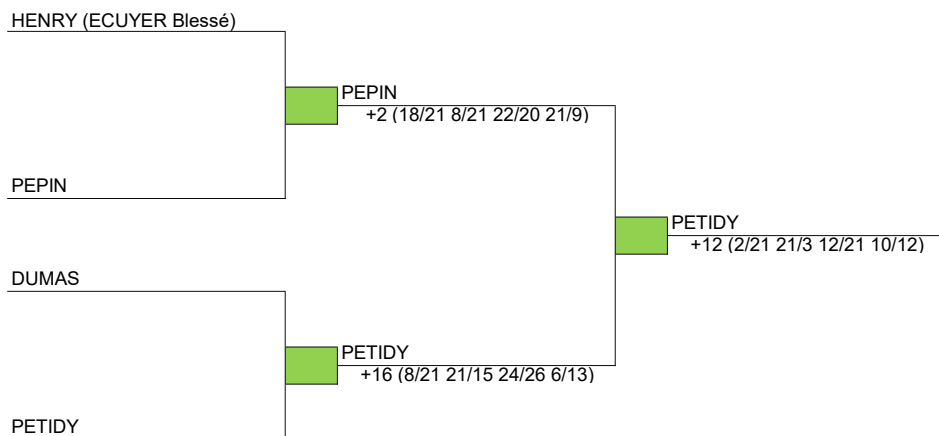 HENRY (ECUYER Blessé)
PEPIN
+2 (18/21 8/21 22/20 21/9)
PEPIN
PETIDY
+12 (2/21 21/3 12/21 10/12)
DUMAS
PETIDY
+16 (8/21 21/15 24/26 6/13)
PETIDY